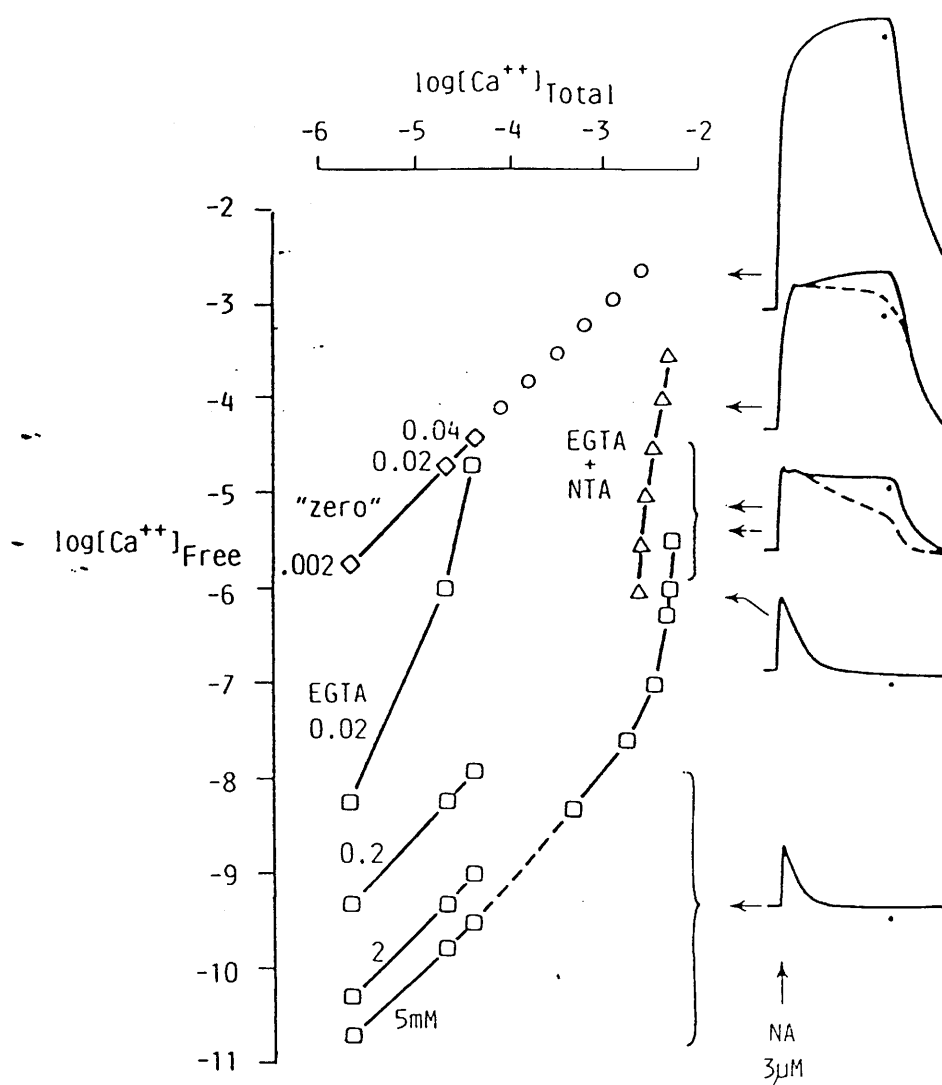 log[Ca++]Total
-6 -5 -4 -3 -2
-2
-3
-4
0.04
EGTA
+
NTA
0.02
-5
"zero"
log[Ca++]Free
.002
-6
-7
EGTA
0.02
-8
0.2
-9
2
-10
5mM
-11
NA
3µM